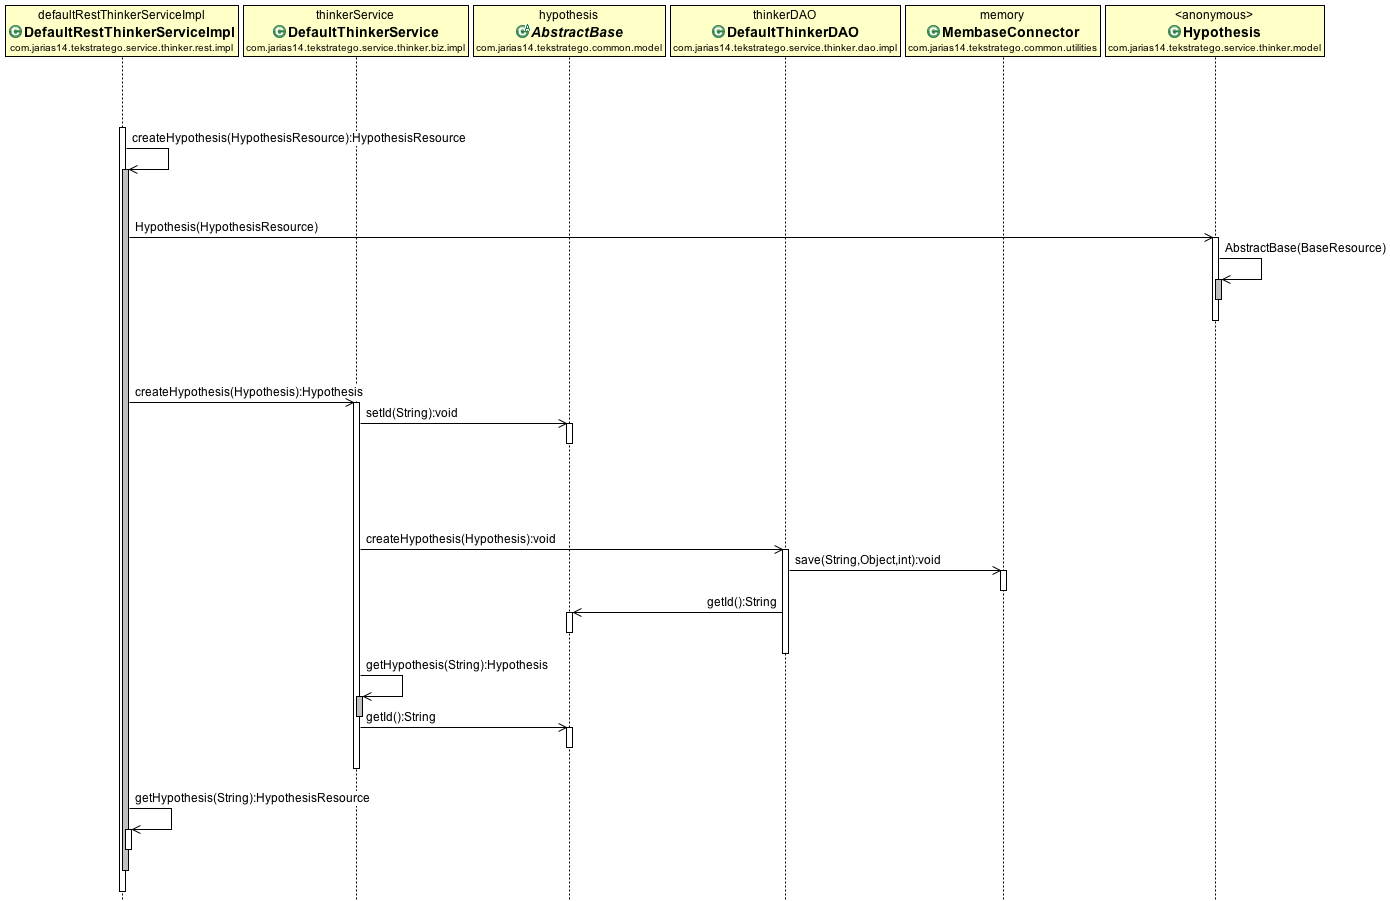 defaultRestThinkerServiceImpl
C DefaultRestThinkerServiceImpl
com.jarias14.tekstratego.service.thinker.rest.impl
thinkerService
C DefaultThinkerService
com.jarias14.tekstratego.service.thinker.biz.impl
hypothesis
C A AbstractBase
com.jarias14.tekstratego.common.model
thinkerDAO
C DefaultThinkerDAO
com.jarias14.tekstratego.service.thinker.dao.impl
memory
C MembaseConnector
com.jarias14.tekstratego.common.utilities
<anonymous>
C Hypothesis
com.jarias14.tekstratego.service.thinker.model
createHypothesis(HypothesisResource):HypothesisResource
Hypothesis(HypothesisResource)
AbstractBase(BaseResource)
createHypothesis(Hypothesis):Hypothesis
setId(String):void
createHypothesis(Hypothesis):void
save(String,Object,int):void
getId():String
getHypothesis(String):Hypothesis
getId():String
getHypothesis(String):HypothesisResource